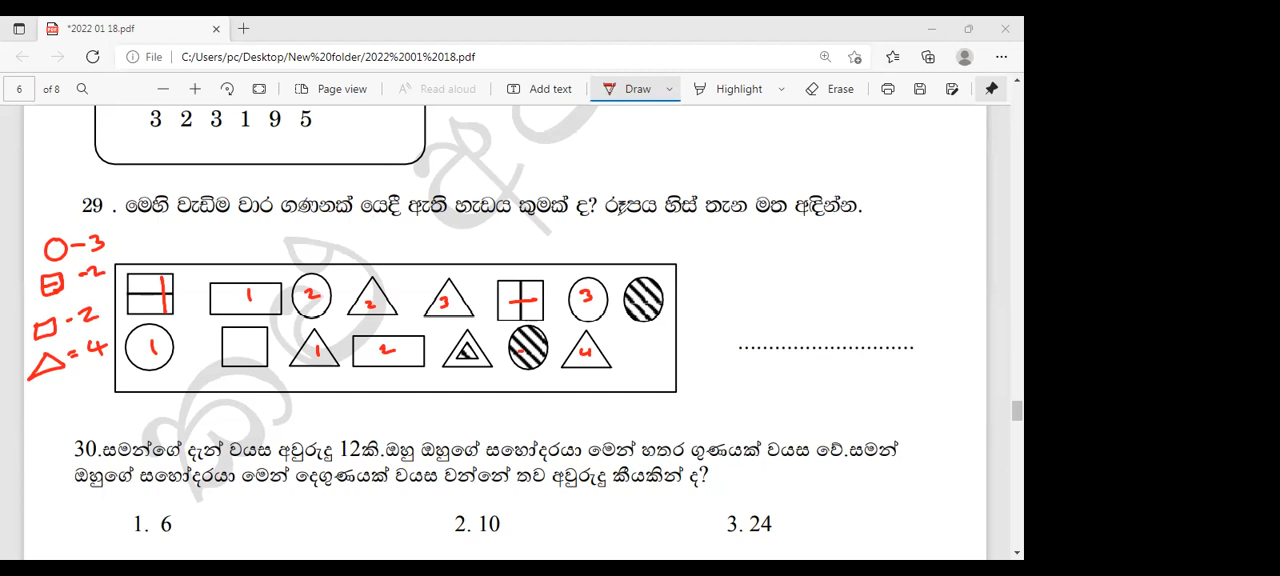 *2022 01 18.pdf
File C:/Users/pc/Desktop/New%20folder/2022%2001%2018.pdf
6 of 8 Page view Read aloud Add text Draw Highlight Erase
3 2 3 1 9 5
29 . මෙහි වැඩිම වාර ගණනක් යෙදී ඇති හැඩය කුමක් ද? රූපය හිස් තැන මත අඳින්න.
- 3
- 2
- 2
= 4
1 2 2 3 3
1 1 2 4
................................
30.සමන්ගේ දැන් වයස අවුරුදු 12කි.ඔහු ඔහුගේ සහෝදරයා මෙන් හතර ගුණයක් වයස වේ.සමන්
ඔහුගේ සහෝදරයා මෙන් දෙගුණයක් වයස වන්නේ තව අවුරුදු කීයකින් ද?
1. 6 2. 10 3. 24